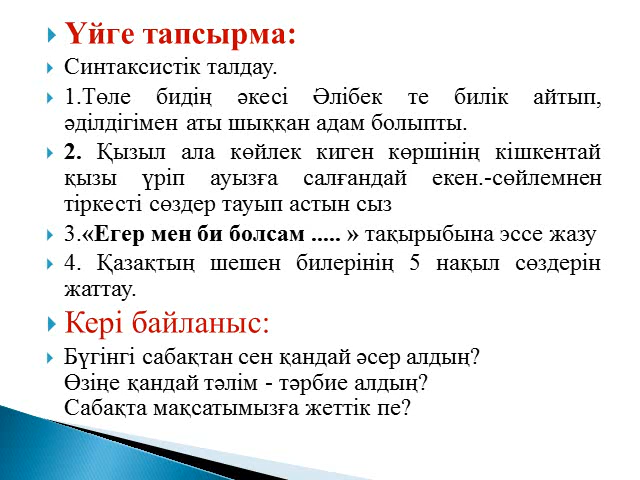 Үйге тапсырма:
Синтаксистік талдау.
1.Төле бидің әкесі Әлібек те билік айтып,
әділдігімен аты шыққан адам болыпты.
2. Қызыл ала көйлек киген көршінің кішкентай
қызы үріп ауызға салғандай екен.-сөйлемнен
тіркесті сөздер тауып астын сыз
3.«Егер мен би болсам ..... » тақырыбына эссе жазу
4. Қазақтың шешен билерінің 5 нақыл сөздерін
жаттау.
Кері байланыс:
Бүгінгі сабақтан сен қандай әсер алдың?
Өзіңе қандай тәлім - тәрбие алдың?
Сабақта мақсатымызға жеттік пе?